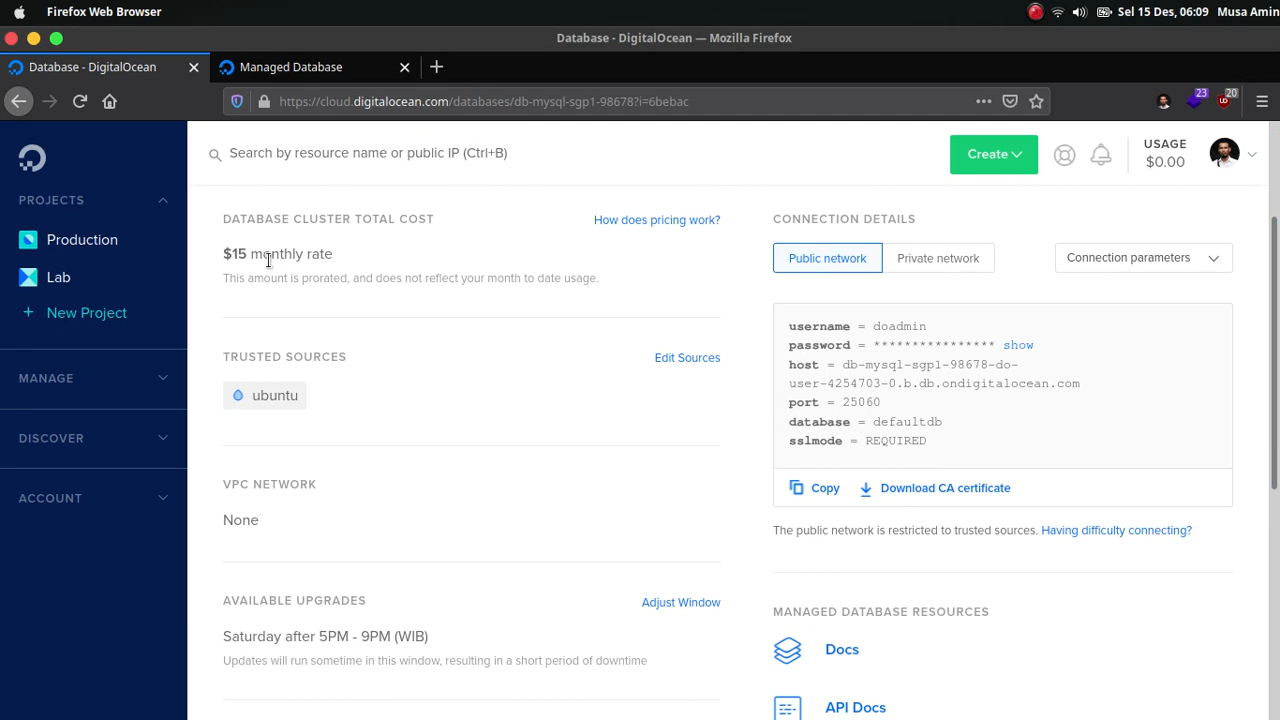 Firefox Web Browser
Sel 15 Des, 06:09 Musa Amin
Database - DigitalOcean — Mozilla Firefox
Database - DigitalOcean
Managed Database
https://cloud.digitalocean.com/databases/db-mysql-sgp1-98678?i=6bebac
23
20
Search by resource name or public IP (Ctrl+B)
Create
USAGE
$0.00
PROJECTS
Production
Lab
+ New Project
MANAGE
DISCOVER
ACCOUNT
DATABASE CLUSTER TOTAL COST
How does pricing work?
$15 monthly rate
This amount is prorated, and does not reflect your month to date usage.
TRUSTED SOURCES
Edit Sources
ubuntu
VPC NETWORK
None
AVAILABLE UPGRADES
Adjust Window
Saturday after 5PM - 9PM (WIB)
Updates will run sometime in this window, resulting in a short period of downtime
CONNECTION DETAILS
Public network
Private network
Connection parameters
username = doadmin
password = **************** show
host = db-mysql-sgp1-98678-do-
user-4254703-0.b.db.ondigitalocean.com
port = 25060
database = defaultdb
sslmode = REQUIRED
Copy
Download CA certificate
The public network is restricted to trusted sources. Having difficulty connecting?
MANAGED DATABASE RESOURCES
Docs
API Docs